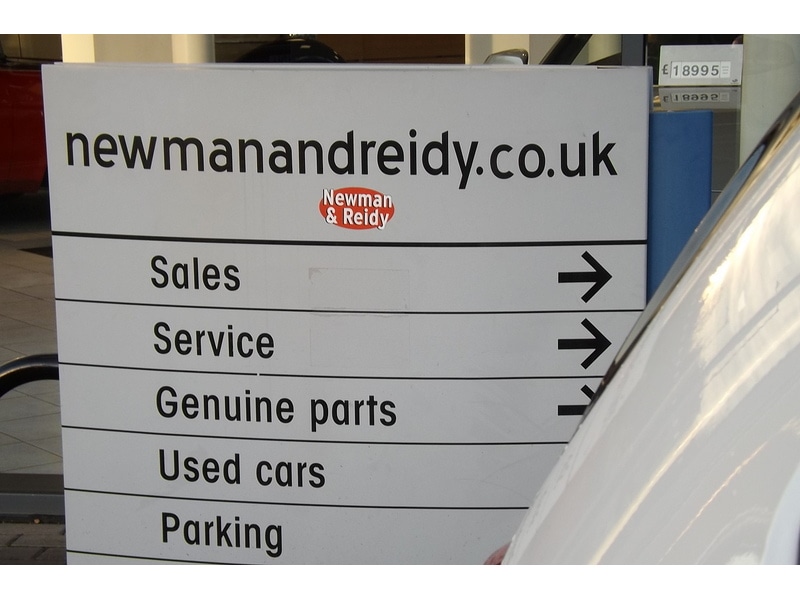 £18995
newmanandreidy.co.uk
Newman
& Reidy
Sales
Service
Genuine parts
Used cars
Parking